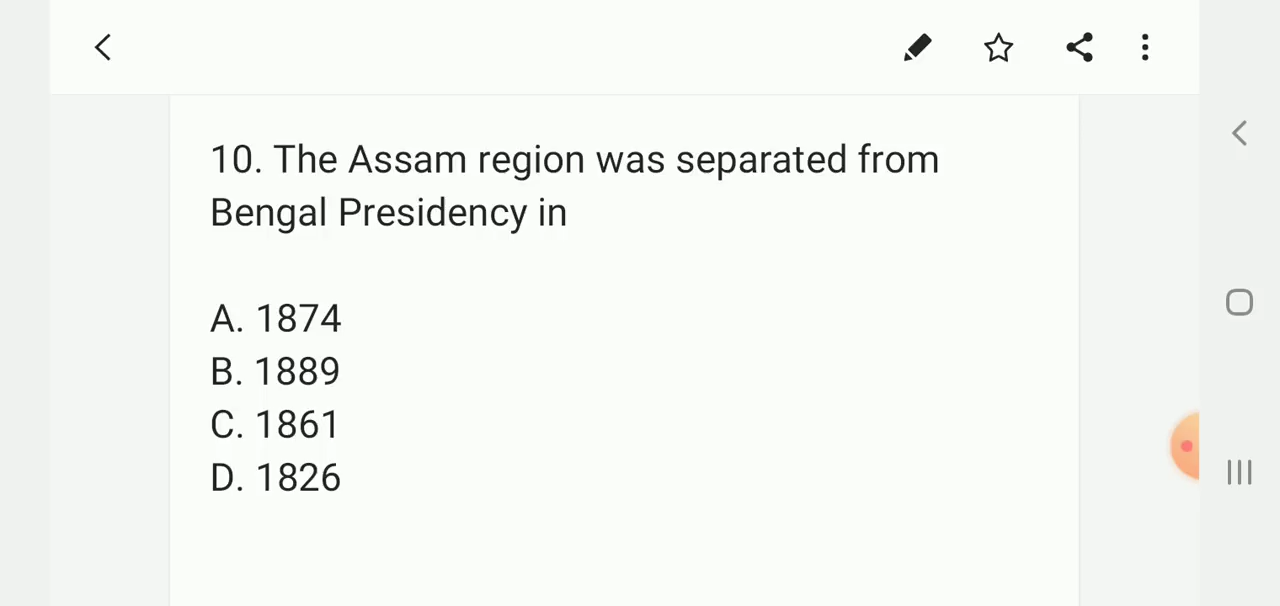 10. The Assam region was separated from
Bengal Presidency in
A. 1874
B. 1889
C. 1861
D. 1826